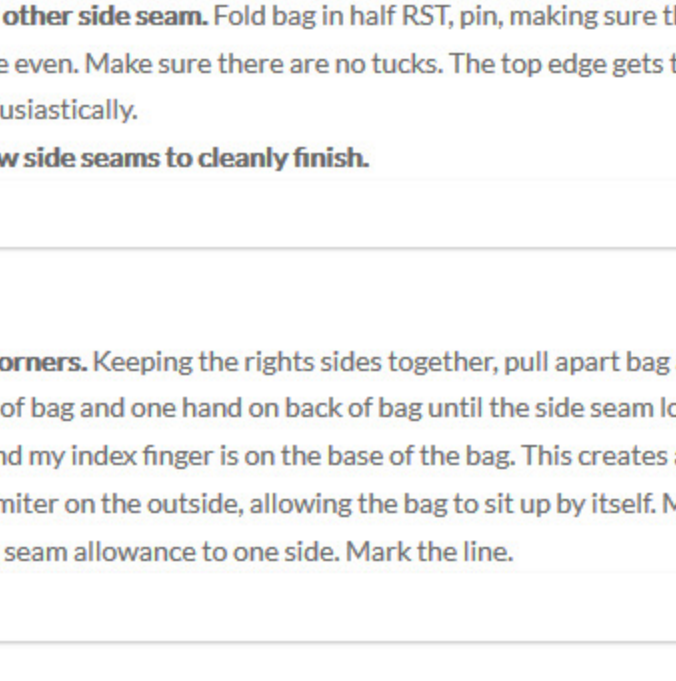 other side seam. Fold bag in half RST, pin, making sure
even. Make sure there are no tucks. The top edge gets
usiastically.
w side seams to cleanly finish.
orners. Keeping the rights sides together, pull apart bag
of bag and one hand on back of bag until the side seam
nd my index finger is on the base of the bag. This creates
miter on the outside, allowing the bag to sit up by itself.
seam allowance to one side. Mark the line.